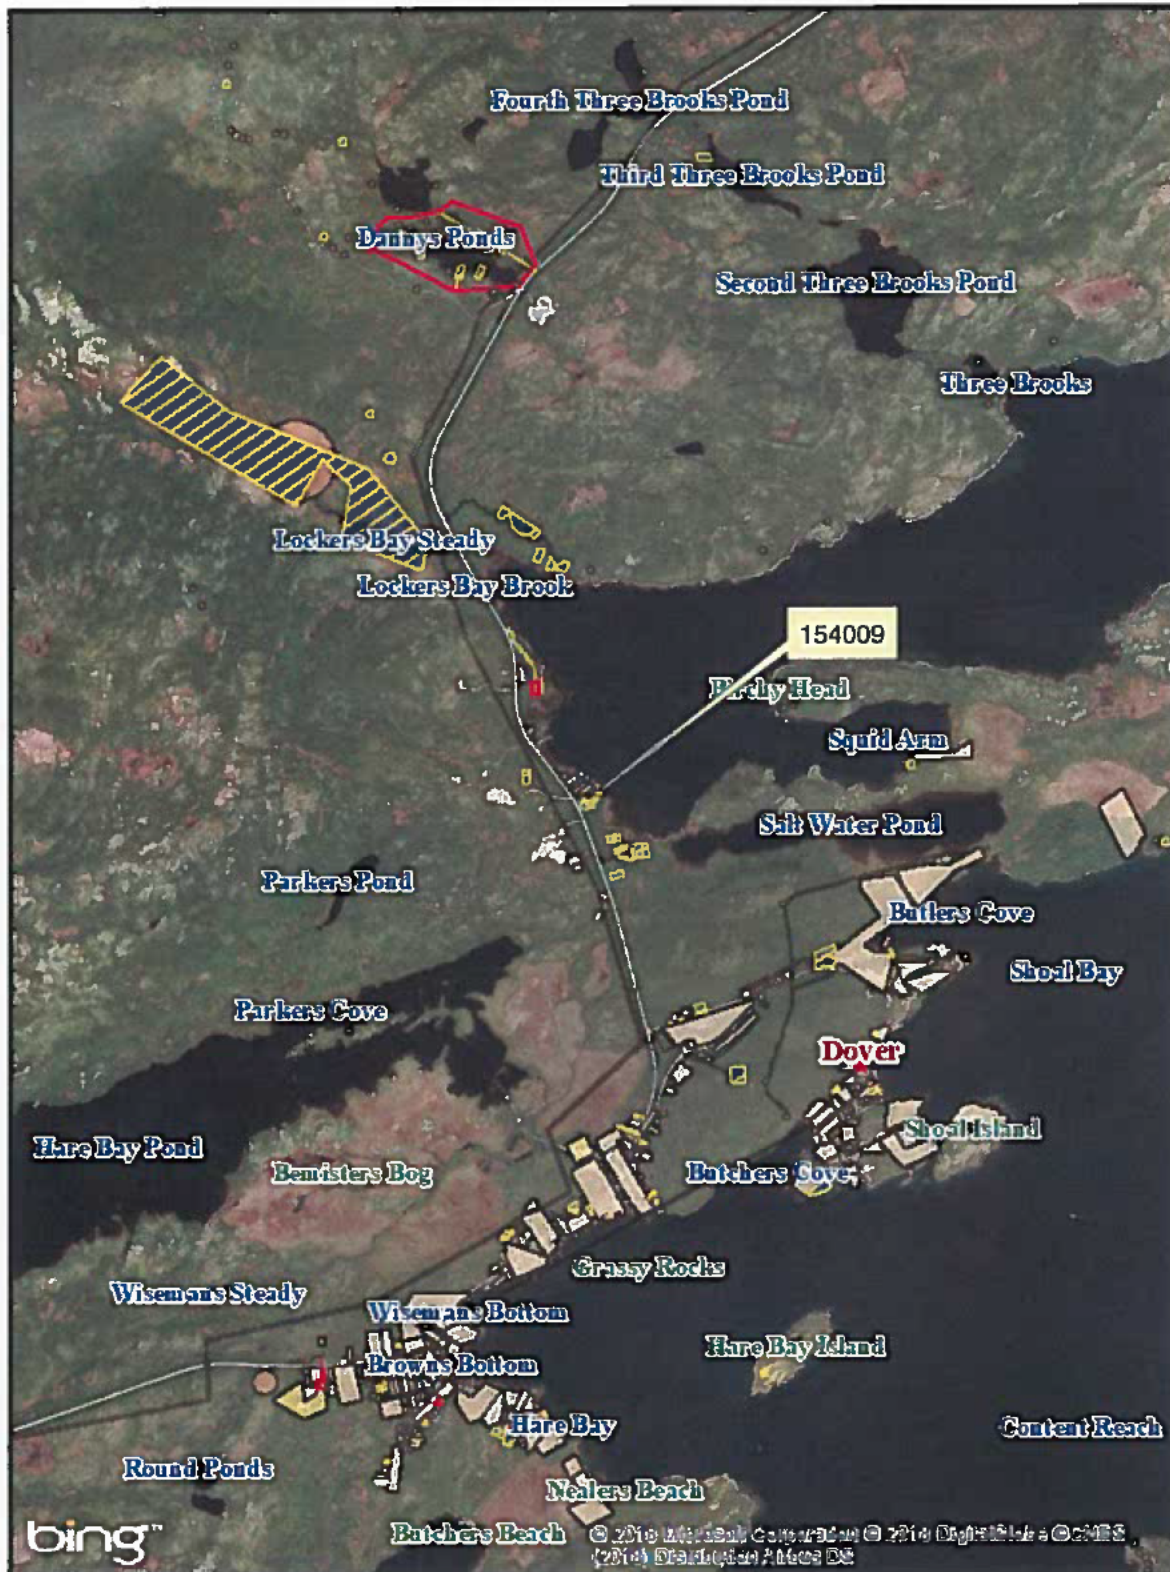 Fourth Three Brooks Pond
Third Three Brooks Pond
Dannys Ponds
Second Three Brooks Pond
Three Brooks
Lockers Bay Steady
Lockers Bay Brook
154009
Birchy Head
Squid Arm
Salt Water Pond
Parkers Pond
Butlers Cove
Shoal Bay
Parkers Cove
Dover
Shoal Island
Hare Bay Pond
Bemisters Bog
Butchers Cove
Grassy Rocks
Wisemans Steady
Wisemans Bottom
Hare Bay Island
Browns Bottom
Hare Bay
Content Reach
Round Ponds
Nealers Beach
Butchers Beach
bing™
© Microsoft Corporation ©